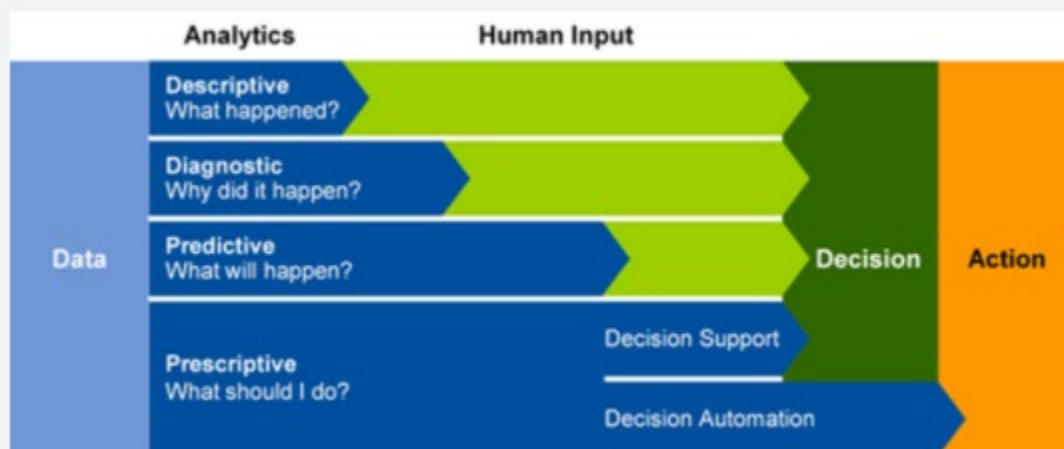 Analytics
Human Input
Descriptive
What happened?
Diagnostic
Why did it happen?
Data
Predictive
What will happen?
Decision
Action
Prescriptive
What should I do?
Decision Support
Decision Automation